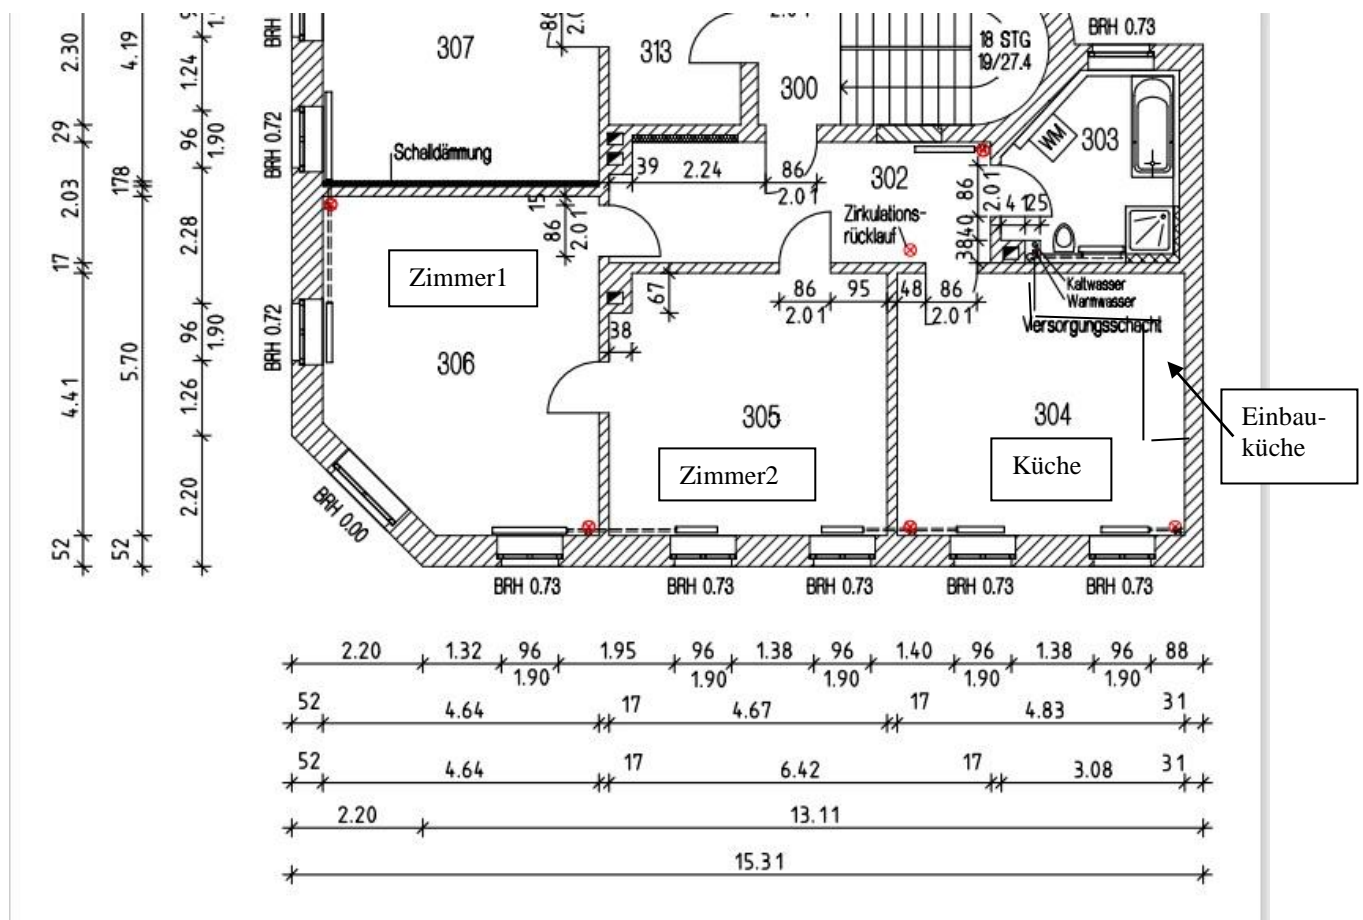 BRH 0.73
307
313
300
18 STG
19/27.4
303
WM
2.30
4.19
1.24
29
96
1.90
BRH 0.72
Schalldämmung
39
2.24
86
2.01
302
86
2.01
2.03
178
2.28
15
86
2.01
Zirkulations-
rücklauf
4 125
3840
17
Zimmer1
Kaltwasser
Warmwasser
Versorgungsschacht
67
86
2.01
95
48
86
2.01
38
BRH 0.72
96
1.90
306
5.70
4.41
1.26
305
304
Einbau-
küche
Zimmer2
Küche
2.20
BRH 0.00
52
52
BRH 0.73
BRH 0.73
BRH 0.73
BRH 0.73
BRH 0.73
2.20 1.32 96 1.95 96 1.38 96 1.40 96 1.38 96 88
1.90 1.90 1.90 1.90 1.90
52 4.64 17 4.67 17 4.83 31
52 4.64 17 6.42 17 3.08 31
2.20 13.11
15.31